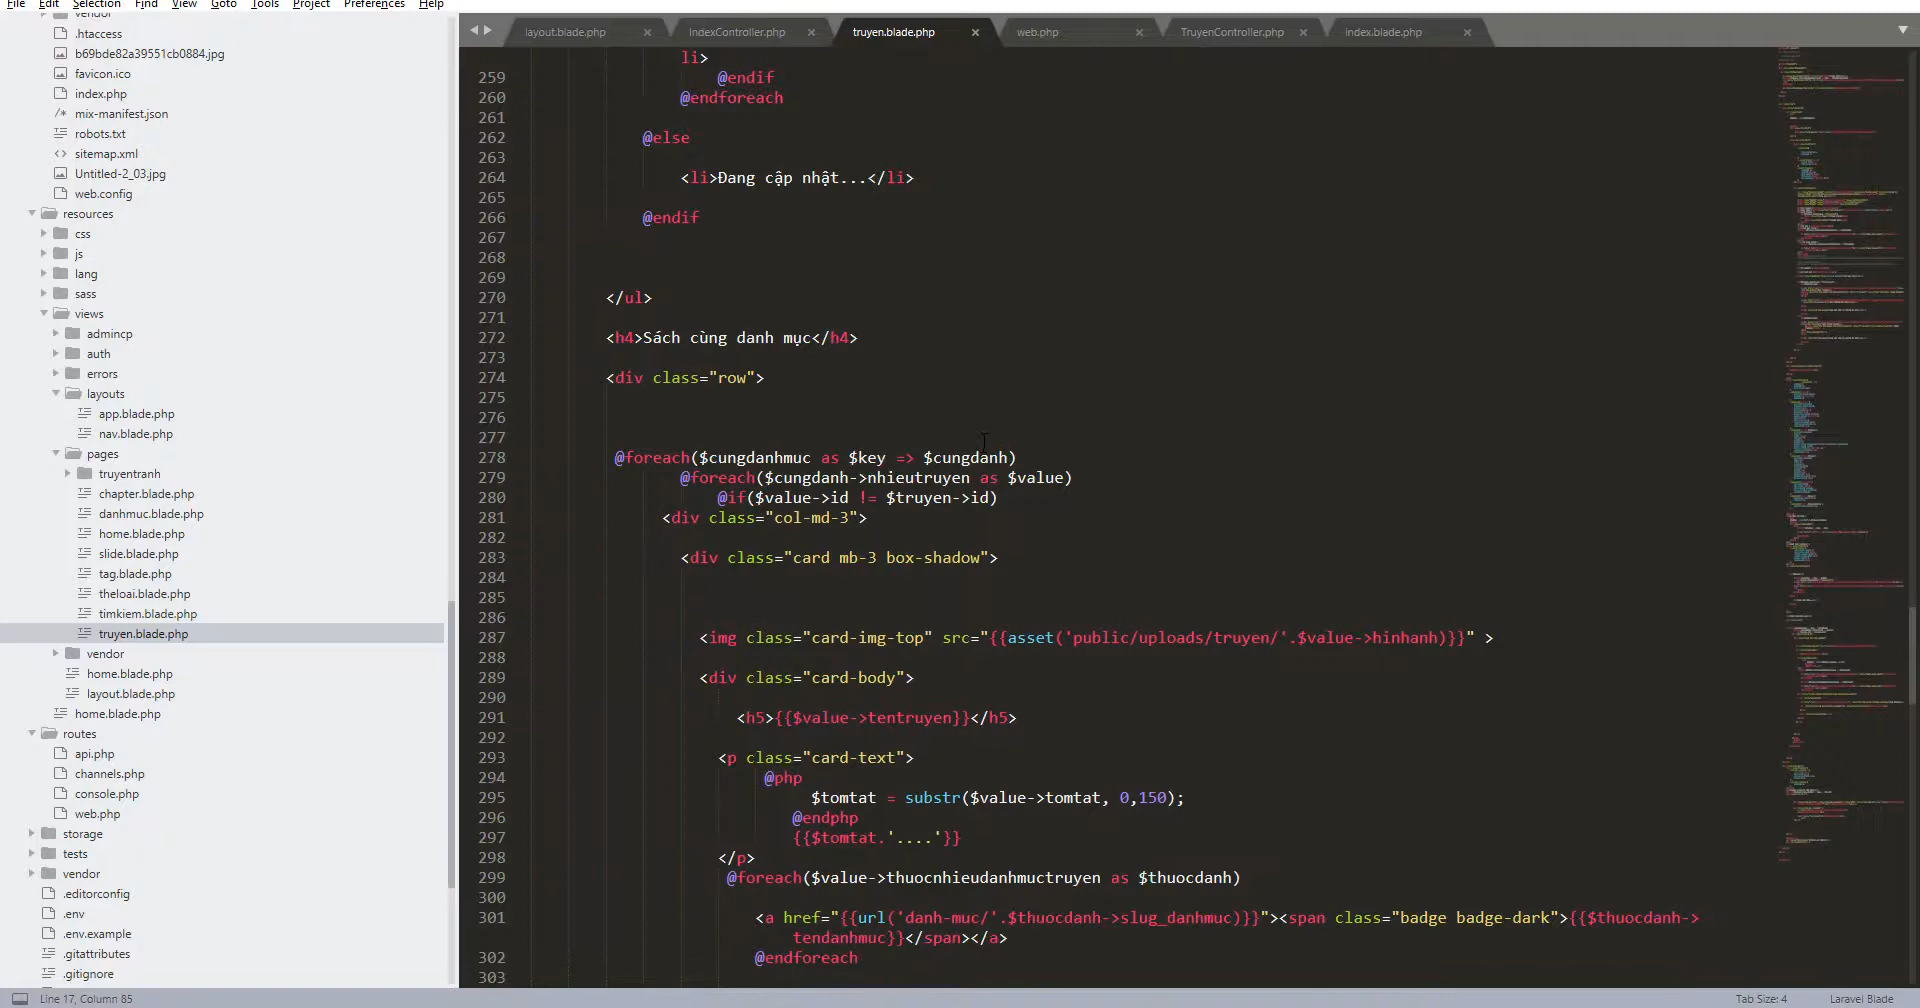 File Edit Selection Find View Goto Tools Project Preferences Help
vendor
.htaccess
b69bde82a39551cb0884.jpg
favicon.ico
index.php
/* mix-manifest.json
robots.txt
<> sitemap.xml
Untitled-2_03.jpg
web.config
resources
css
js
lang
sass
views
admincp
auth
errors
layouts
app.blade.php
nav.blade.php
pages
truyentranh
chapter.blade.php
danhmuc.blade.php
home.blade.php
slide.blade.php
tag.blade.php
theloai.blade.php
timkiem.blade.php
truyen.blade.php
vendor
home.blade.php
layout.blade.php
home.blade.php
routes
api.php
channels.php
console.php
web.php
storage
tests
vendor
.editorconfig
.env
.env.example
.gitattributes
.gitignore
layout.blade.php × IndexController.php × truyen.blade.php × web.php × TruyenController.php × index.blade.php ×
li>
259 @endif
260 @endforeach
261
262 @else
263
264 <li>Đang cập nhật...</li>
265
266 @endif
267
268
269
270 </ul>
271
272 <h4>Sách cùng danh mục</h4>
273
274 <div class="row">
275
276
277
278 @foreach($cungdanhmuc as $key => $cungdanh)
279 @foreach($cungdanh->nhieutruyen as $value)
280 @if($value->id != $truyen->id)
281 <div class="col-md-3">
282
283 <div class="card mb-3 box-shadow">
284
285
286
287 <img class="card-img-top" src="{{asset('public/uploads/truyen/'.$value->hinhanh)}}" >
288
289 <div class="card-body">
290
291 <h5>{{$value->tentruyen}}</h5>
292
293 <p class="card-text">
294 @php
295 $tomtat = substr($value->tomtat, 0,150);
296 @endphp
297 {{$tomtat.'....'}}
298 </p>
299 @foreach($value->thuocnhieudanhmuctruyen as $thuocdanh)
300
301 <a href="{{url('danh-muc/'.$thuocdanh->slug_danhmuc)}}"><span class="badge badge-dark">{{$thuocdanh->
tendanhmuc}}</span></a>
302 @endforeach
303
Line 17, Column 85
Tab Size: 4 Laravel Blade